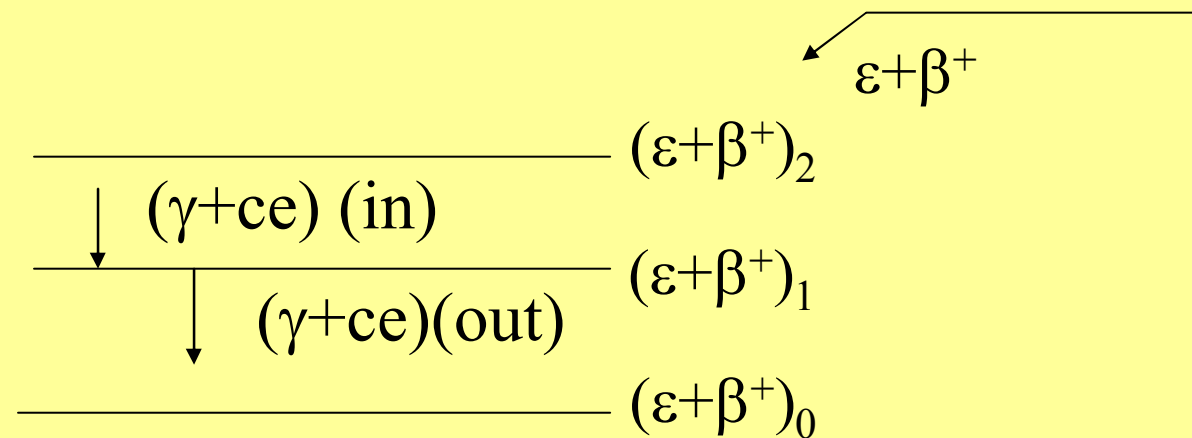 ε+β⁺
(ε+β⁺)₂
(γ+ce) (in)
(ε+β⁺)₁
(γ+ce)(out)
(ε+β⁺)₀